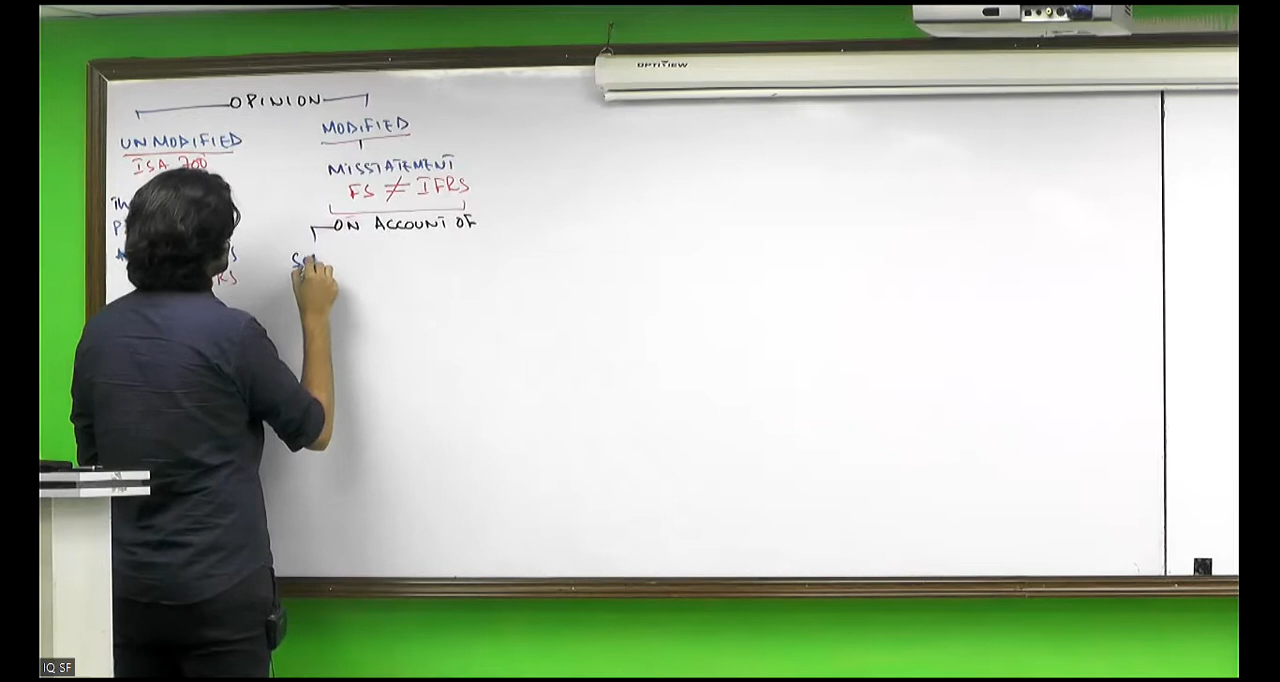 OPTIVIEW
OPINION
UNMODIFIED
ISA 700
MODIFIED
MISSTATEMENT
FS ≠ IFRS
ON ACCOUNT OF
IQ SF